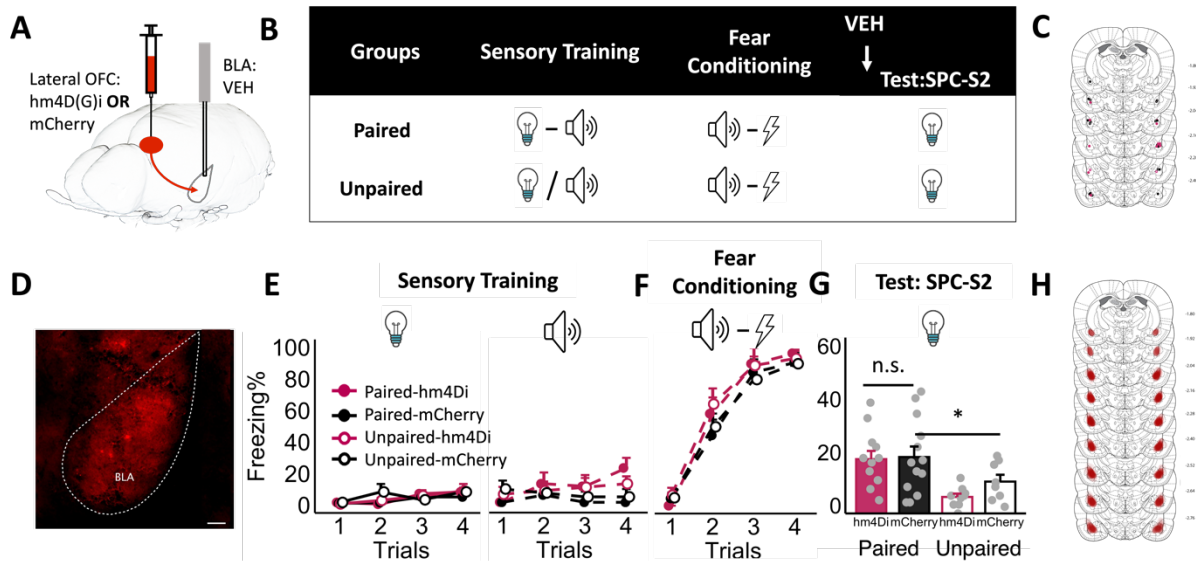 A
Lateral OFC:
hm4D(G)i OR
mCherry
BLA:
VEH
B
Groups
Sensory Training
Fear
Conditioning
VEH
Test:SPC-S2
Paired
–
–
Unpaired
/
–
C
D
BLA
E
Sensory Training
Freezing%
100
80
60
40
20
0
Paired-hm4Di
Paired-mCherry
Unpaired-hm4Di
Unpaired-mCherry
1 2 3 4
Trials
1 2 3 4
Trials
F
Fear
Conditioning
–
1 2 3 4
Trials
G
Test: SPC-S2
60
40
20
0
n.s.
*
hm4Di mCherry hm4Di mCherry
Paired Unpaired
H